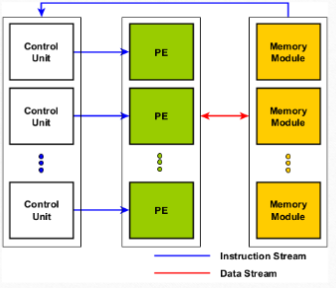 Control
Unit
PE
Memory
Module
Control
Unit
PE
Memory
Module
Control
Unit
PE
Memory
Module
Instruction Stream
Data Stream